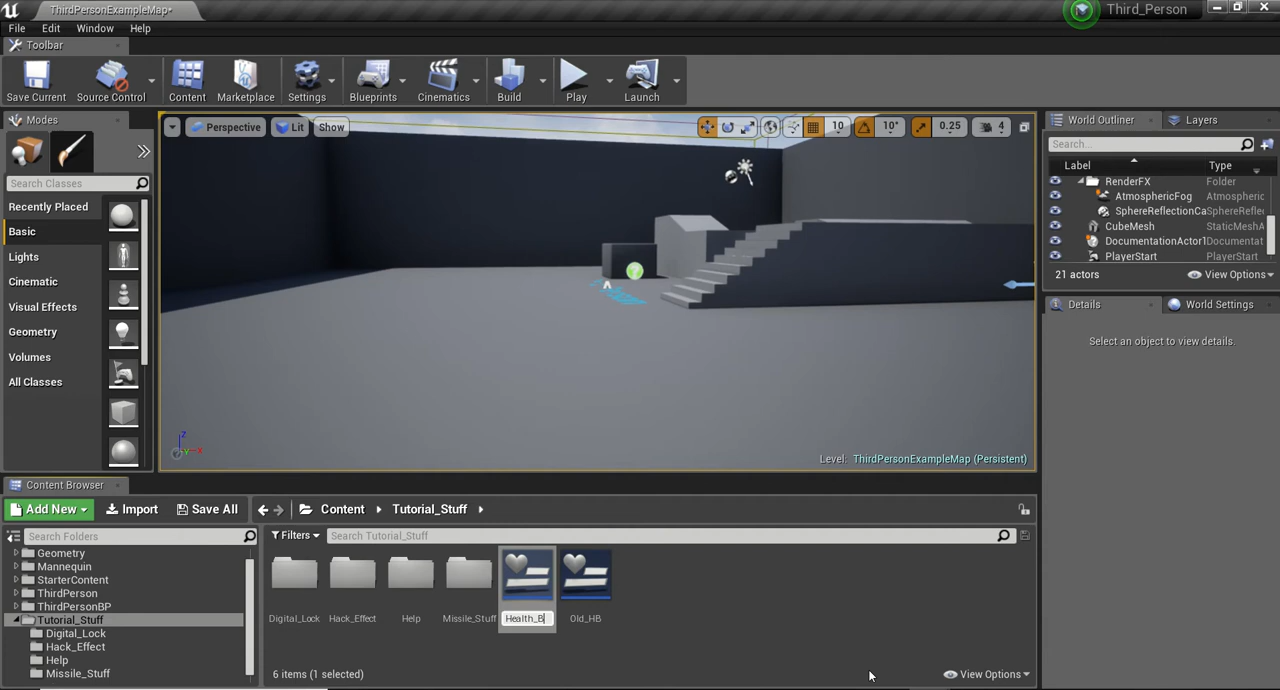 ThirdPersonExampleMap*
Third_Person
File Edit Window Help
Toolbar
Save Current Source Control Content Marketplace Settings Blueprints Cinematics Build Play Launch
Modes
Search Classes
Recently Placed
Basic
Lights
Cinematic
Visual Effects
Geometry
Volumes
All Classes
Perspective Lit Show
10 10° 0.25 4
Level: ThirdPersonExampleMap (Persistent)
World Outliner Layers
Search...
Label Type
RenderFX Folder
AtmosphericFog Atmospheric
SphereReflectionCa SphereReflec
CubeMesh StaticMeshA
DocumentationActor1 Documentat
PlayerStart PlayerStart
21 actors View Options
Details World Settings
Select an object to view details.
Content Browser
Add New Import Save All Content Tutorial_Stuff
Search Folders
Filters Search Tutorial_Stuff
Geometry
Mannequin
StarterContent
ThirdPerson
ThirdPersonBP
Tutorial_Stuff
Digital_Lock
Hack_Effect
Help
Missile_Stuff
Digital_Lock Hack_Effect Help Missile_Stuff Health_B Old_HB
6 items (1 selected) View Options